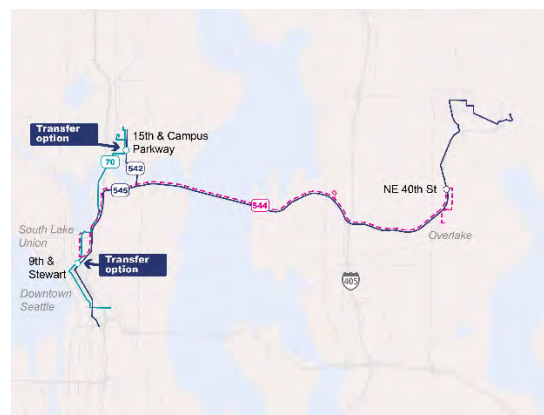 Transfer
option
15th & Campus
Parkway
70
542
545
544
NE 40th St
South Lake
Union
Overlake
9th &
Stewart
Transfer
option
405
Downtown
Seattle